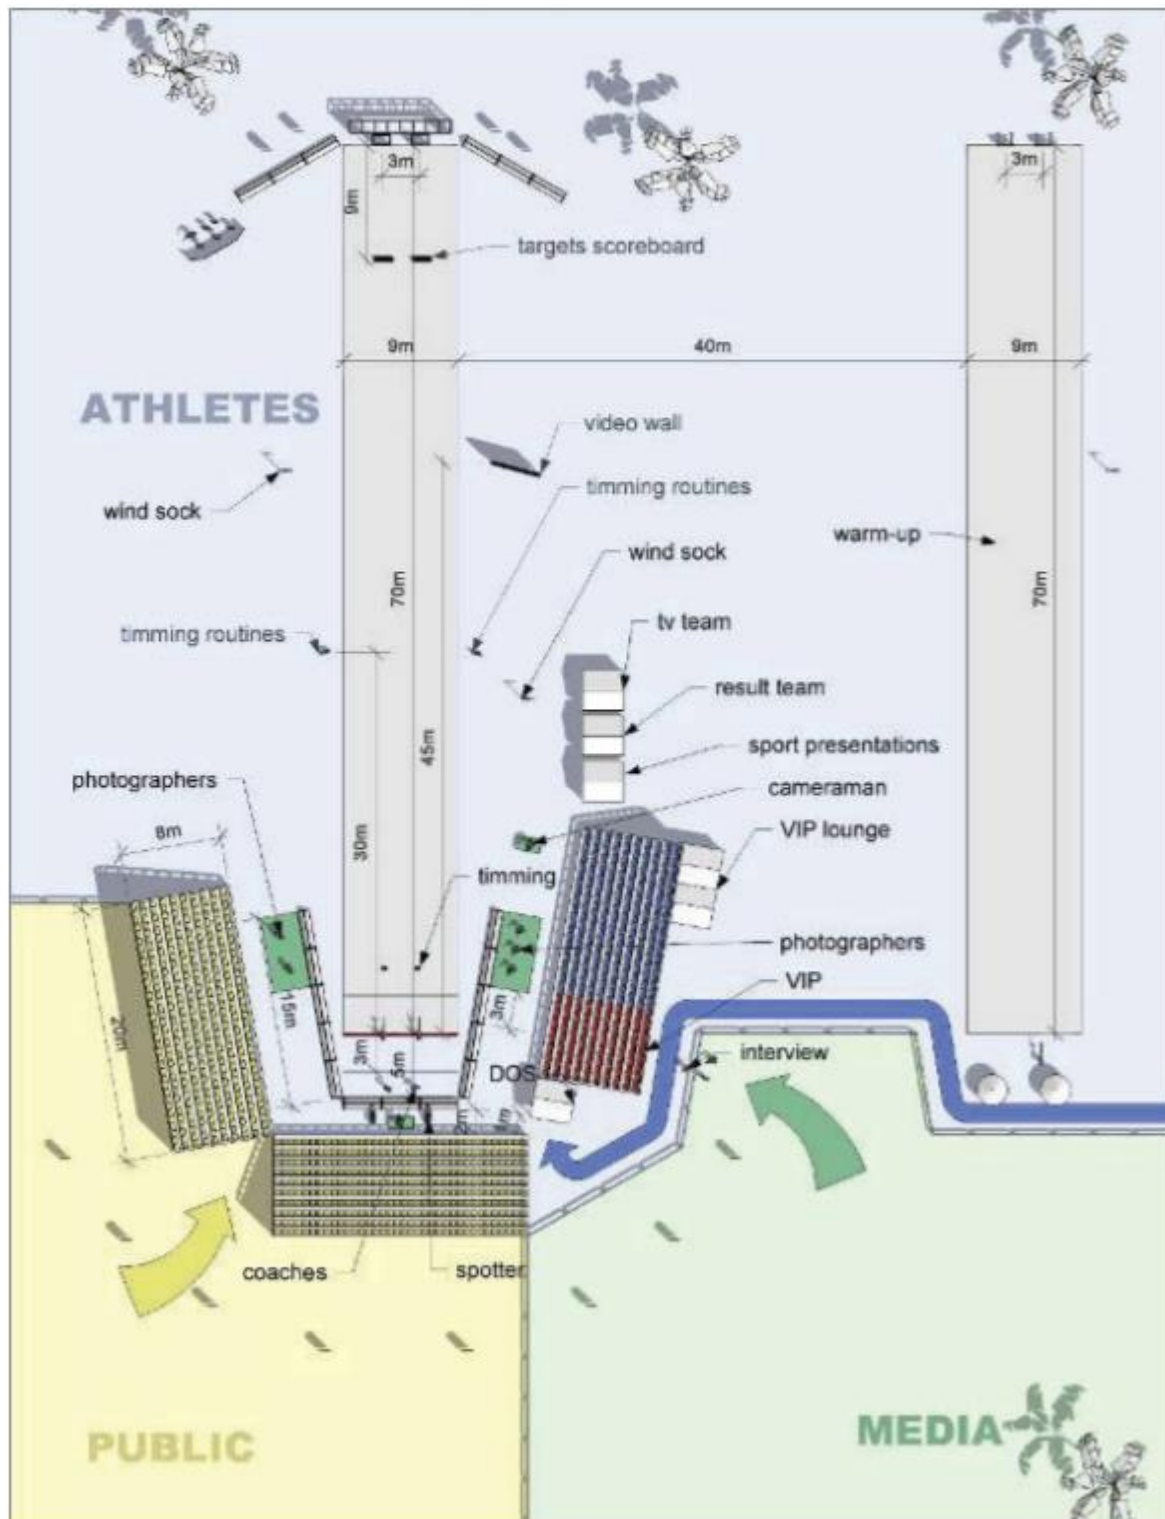 3m
3m
9m
targets scoreboard
9m
40m
9m
ATHLETES
video wall
wind sock
timming routines
warm-up
wind sock
70m
70m
tv team
timming routines
result team
45m
sport presentations
photographers
cameraman
8m
VIP lounge
30m
timming
photographers
VIP
15m
3m
20m
3m
5m
interview
DOS
2m
4m
coaches
spotter
PUBLIC
MEDIA